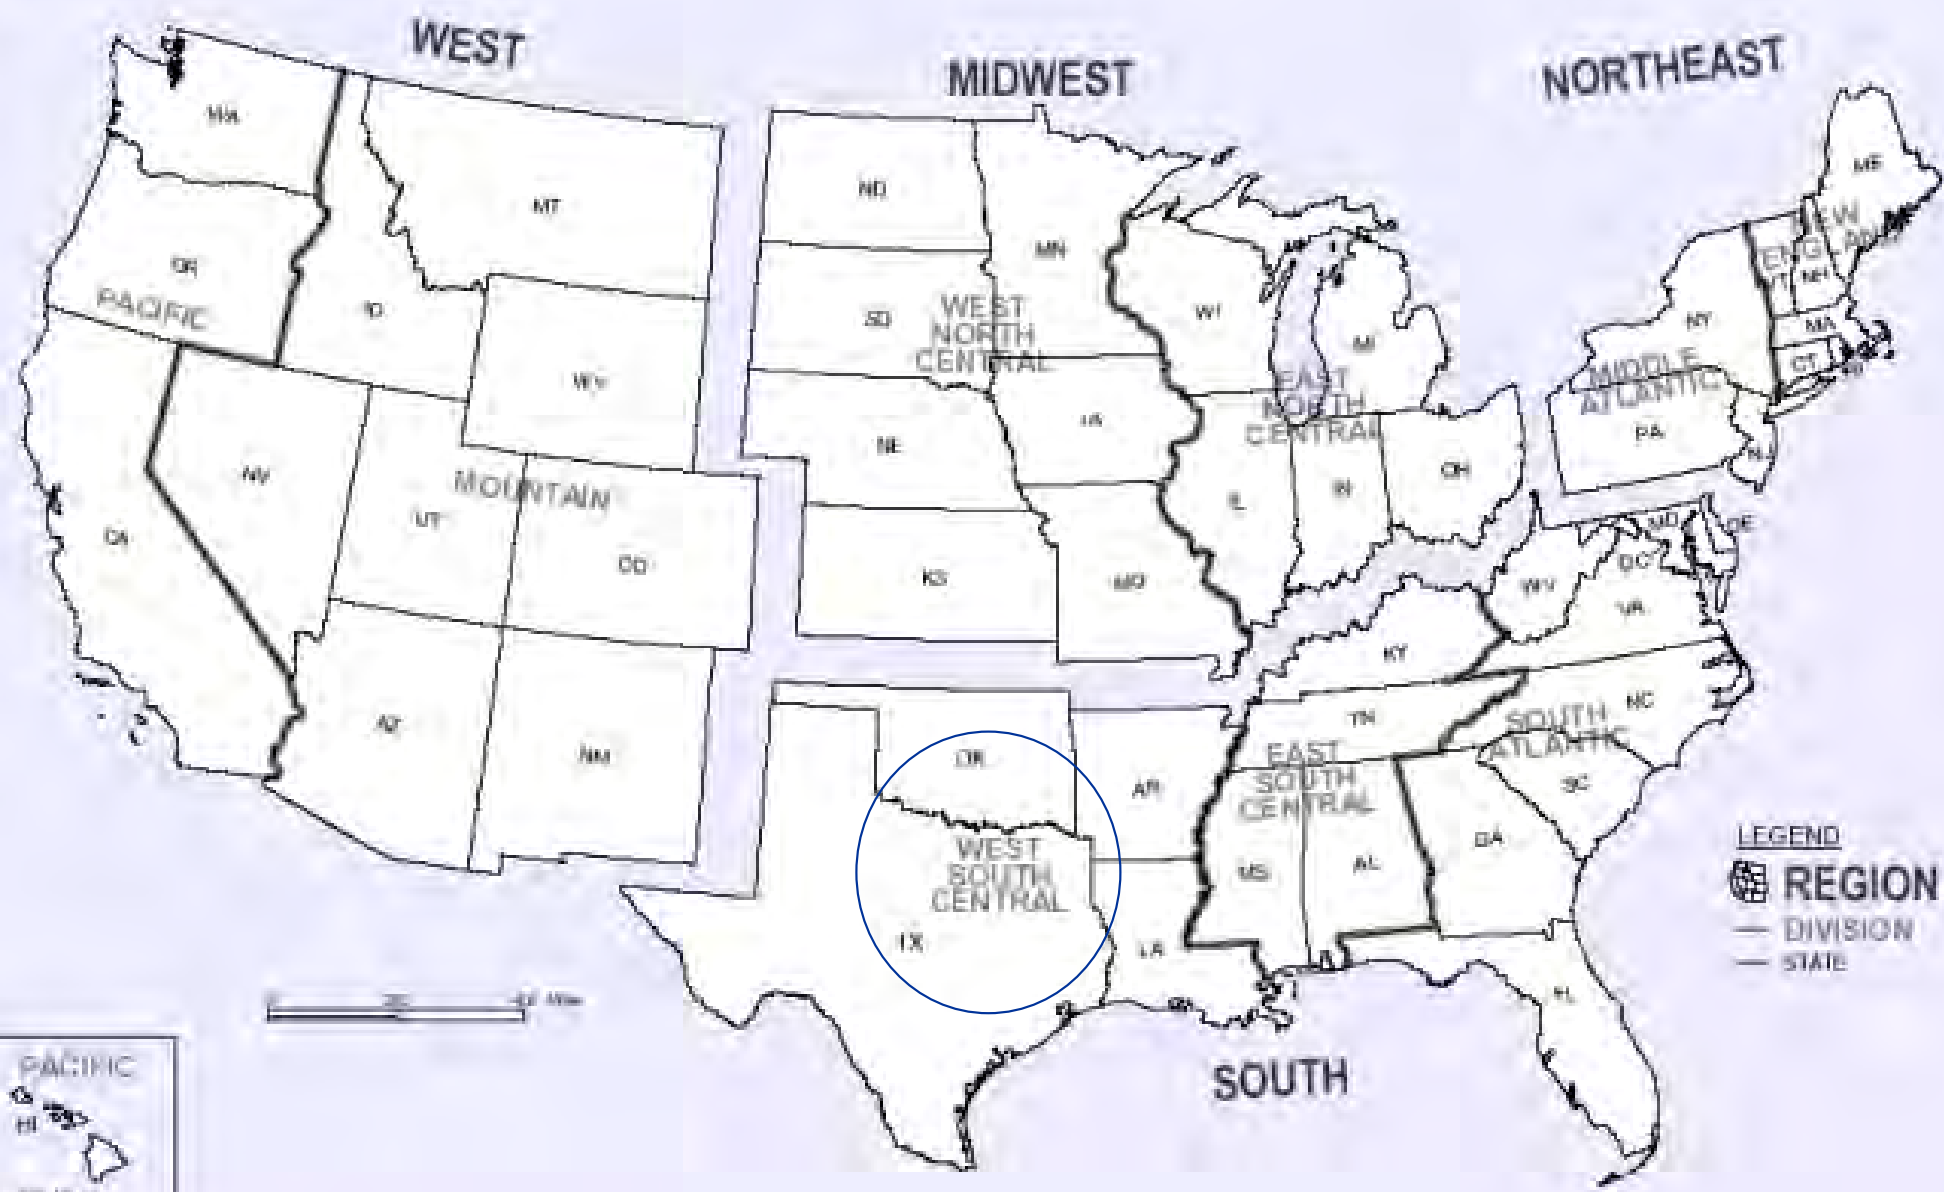 WEST
MIDWEST
NORTHEAST
WA
MT
ND
MN
ME
OR
PACIFIC
ID
WY
SD
WEST
NORTH
CENTRAL
WI
MI
EAST
NORTH
CENTRAL
NEW
ENGLAND
NH
NY
MA
CT
MIDDLE
ATLANTIC
PA
NV
MOUNTAIN
UT
CO
CA
NE
IA
KS
MO
IL
IN
OH
MD
DE
DC
WV
VA
KY
AZ
NM
OK
AR
TN
NC
SOUTH
ATLANTIC
EAST
SOUTH
CENTRAL
SC
WEST
SOUTH
CENTRAL
TX
LA
MS
AL
GA
FL
LEGEND
REGION
DIVISION
STATE
SOUTH
PACIFIC
HI